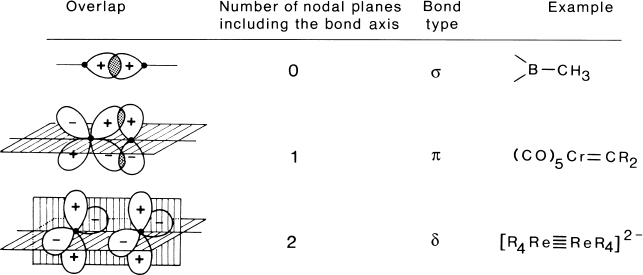 Overlap Number of nodal planes including the bond axis Bond type Example
+ + 0 σ B—CH3
− + + + − − 1 π (CO)5Cr=CR2
+ − + − − + − + 2 δ [R4Re≣ReR4]2−